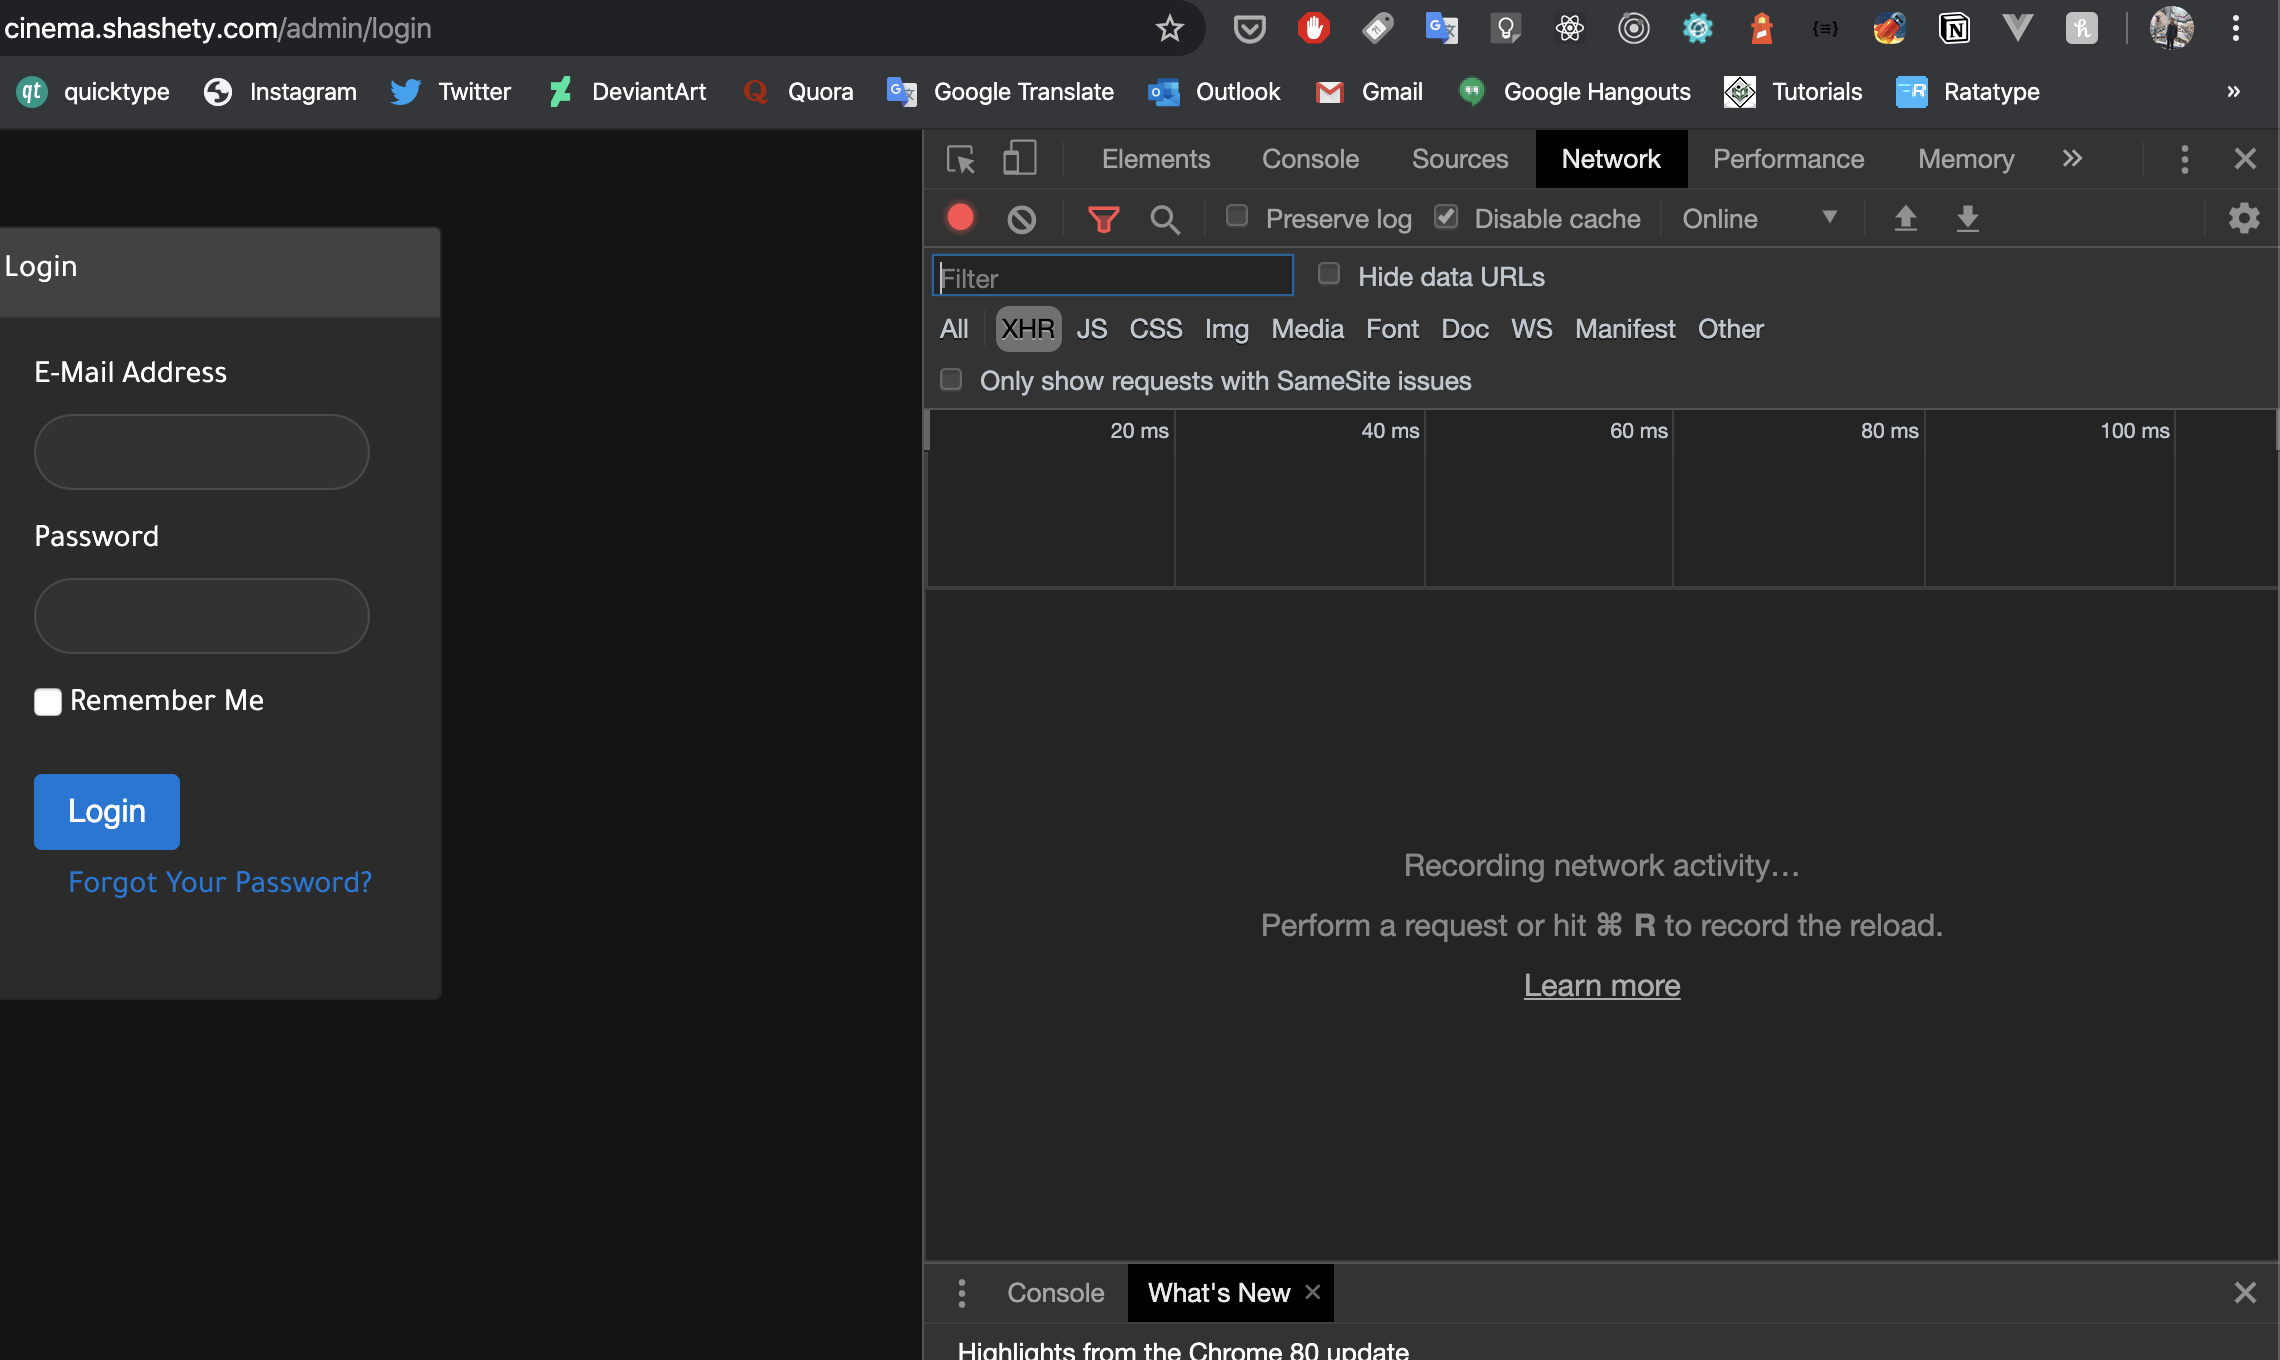 cinema.shashety.com/admin/login
qt quicktype Instagram Twitter DeviantArt Quora Google Translate Outlook Gmail Google Hangouts Tutorials Ratatype »
Elements Console Sources Network Performance Memory
Preserve log Disable cache Online
Filter Hide data URLs
All XHR JS CSS Img Media Font Doc WS Manifest Other
Only show requests with SameSite issues
20 ms 40 ms 60 ms 80 ms 100 ms
Login
E-Mail Address
Password
Remember Me
Login
Forgot Your Password?
Recording network activity…
Perform a request or hit ⌘ R to record the reload.
Learn more
Console What's New
Highlights from the Chrome 80 update